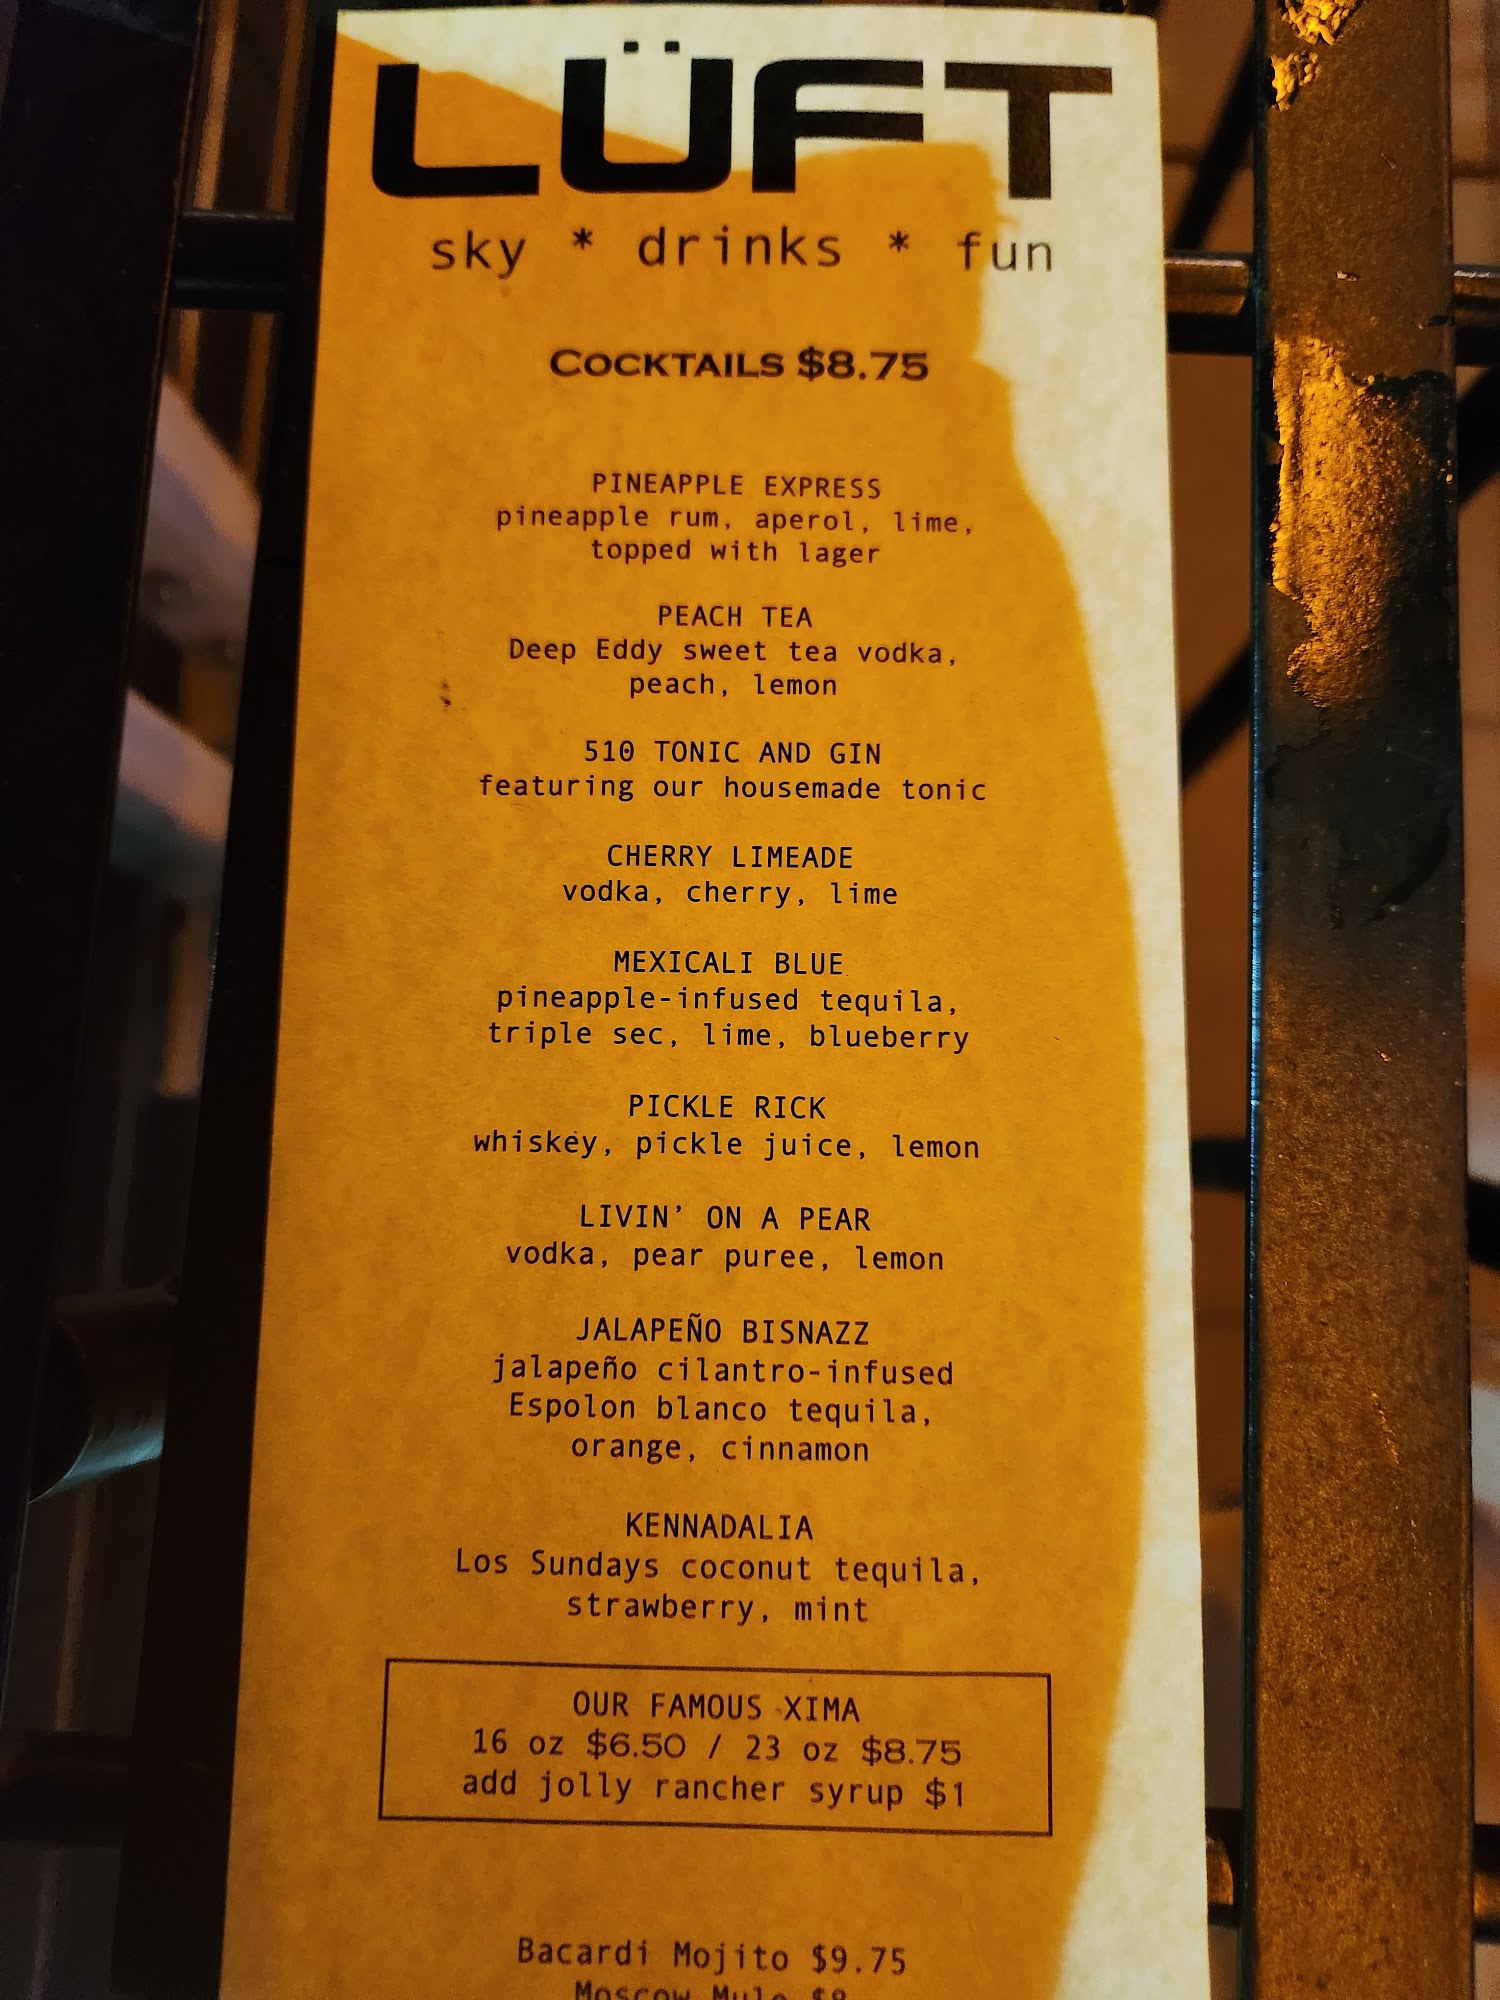 LÜFT
sky * drinks * fun
COCKTAILS $8.75
PINEAPPLE EXPRESS
pineapple rum, aperol, lime,
topped with lager
PEACH TEA
Deep Eddy sweet tea vodka,
peach, lemon
510 TONIC AND GIN
featuring our housemade tonic
CHERRY LIMEADE
vodka, cherry, lime
MEXICALI BLUE
pineapple-infused tequila,
triple sec, lime, blueberry
PICKLE RICK
whiskey, pickle juice, lemon
LIVIN’ ON A PEAR
vodka, pear puree, lemon
JALAPEÑO BISNAZZ
jalapeño cilantro-infused
Espolon blanco tequila,
orange, cinnamon
KENNADALIA
Los Sundays coconut tequila,
strawberry, mint
OUR FAMOUS XIMA
16 oz $6.50 / 23 oz $8.75
add jolly rancher syrup $1
Bacardi Mojito $9.75
Moscow Mule